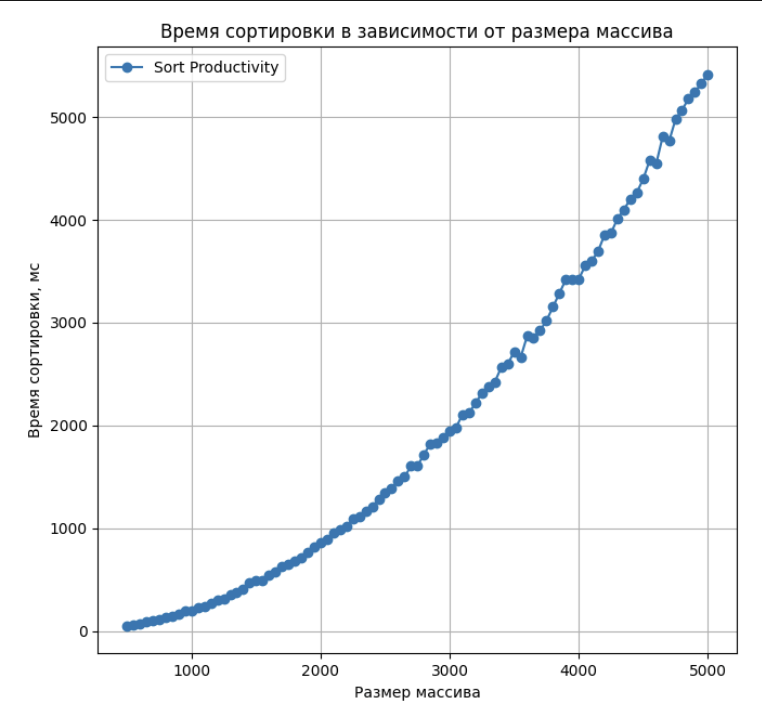 Время сортировки в зависимости от размера массива
Sort Productivity
5000
4000
3000
2000
1000
0
Время сортировки, мс
1000 2000 3000 4000 5000
Размер массива